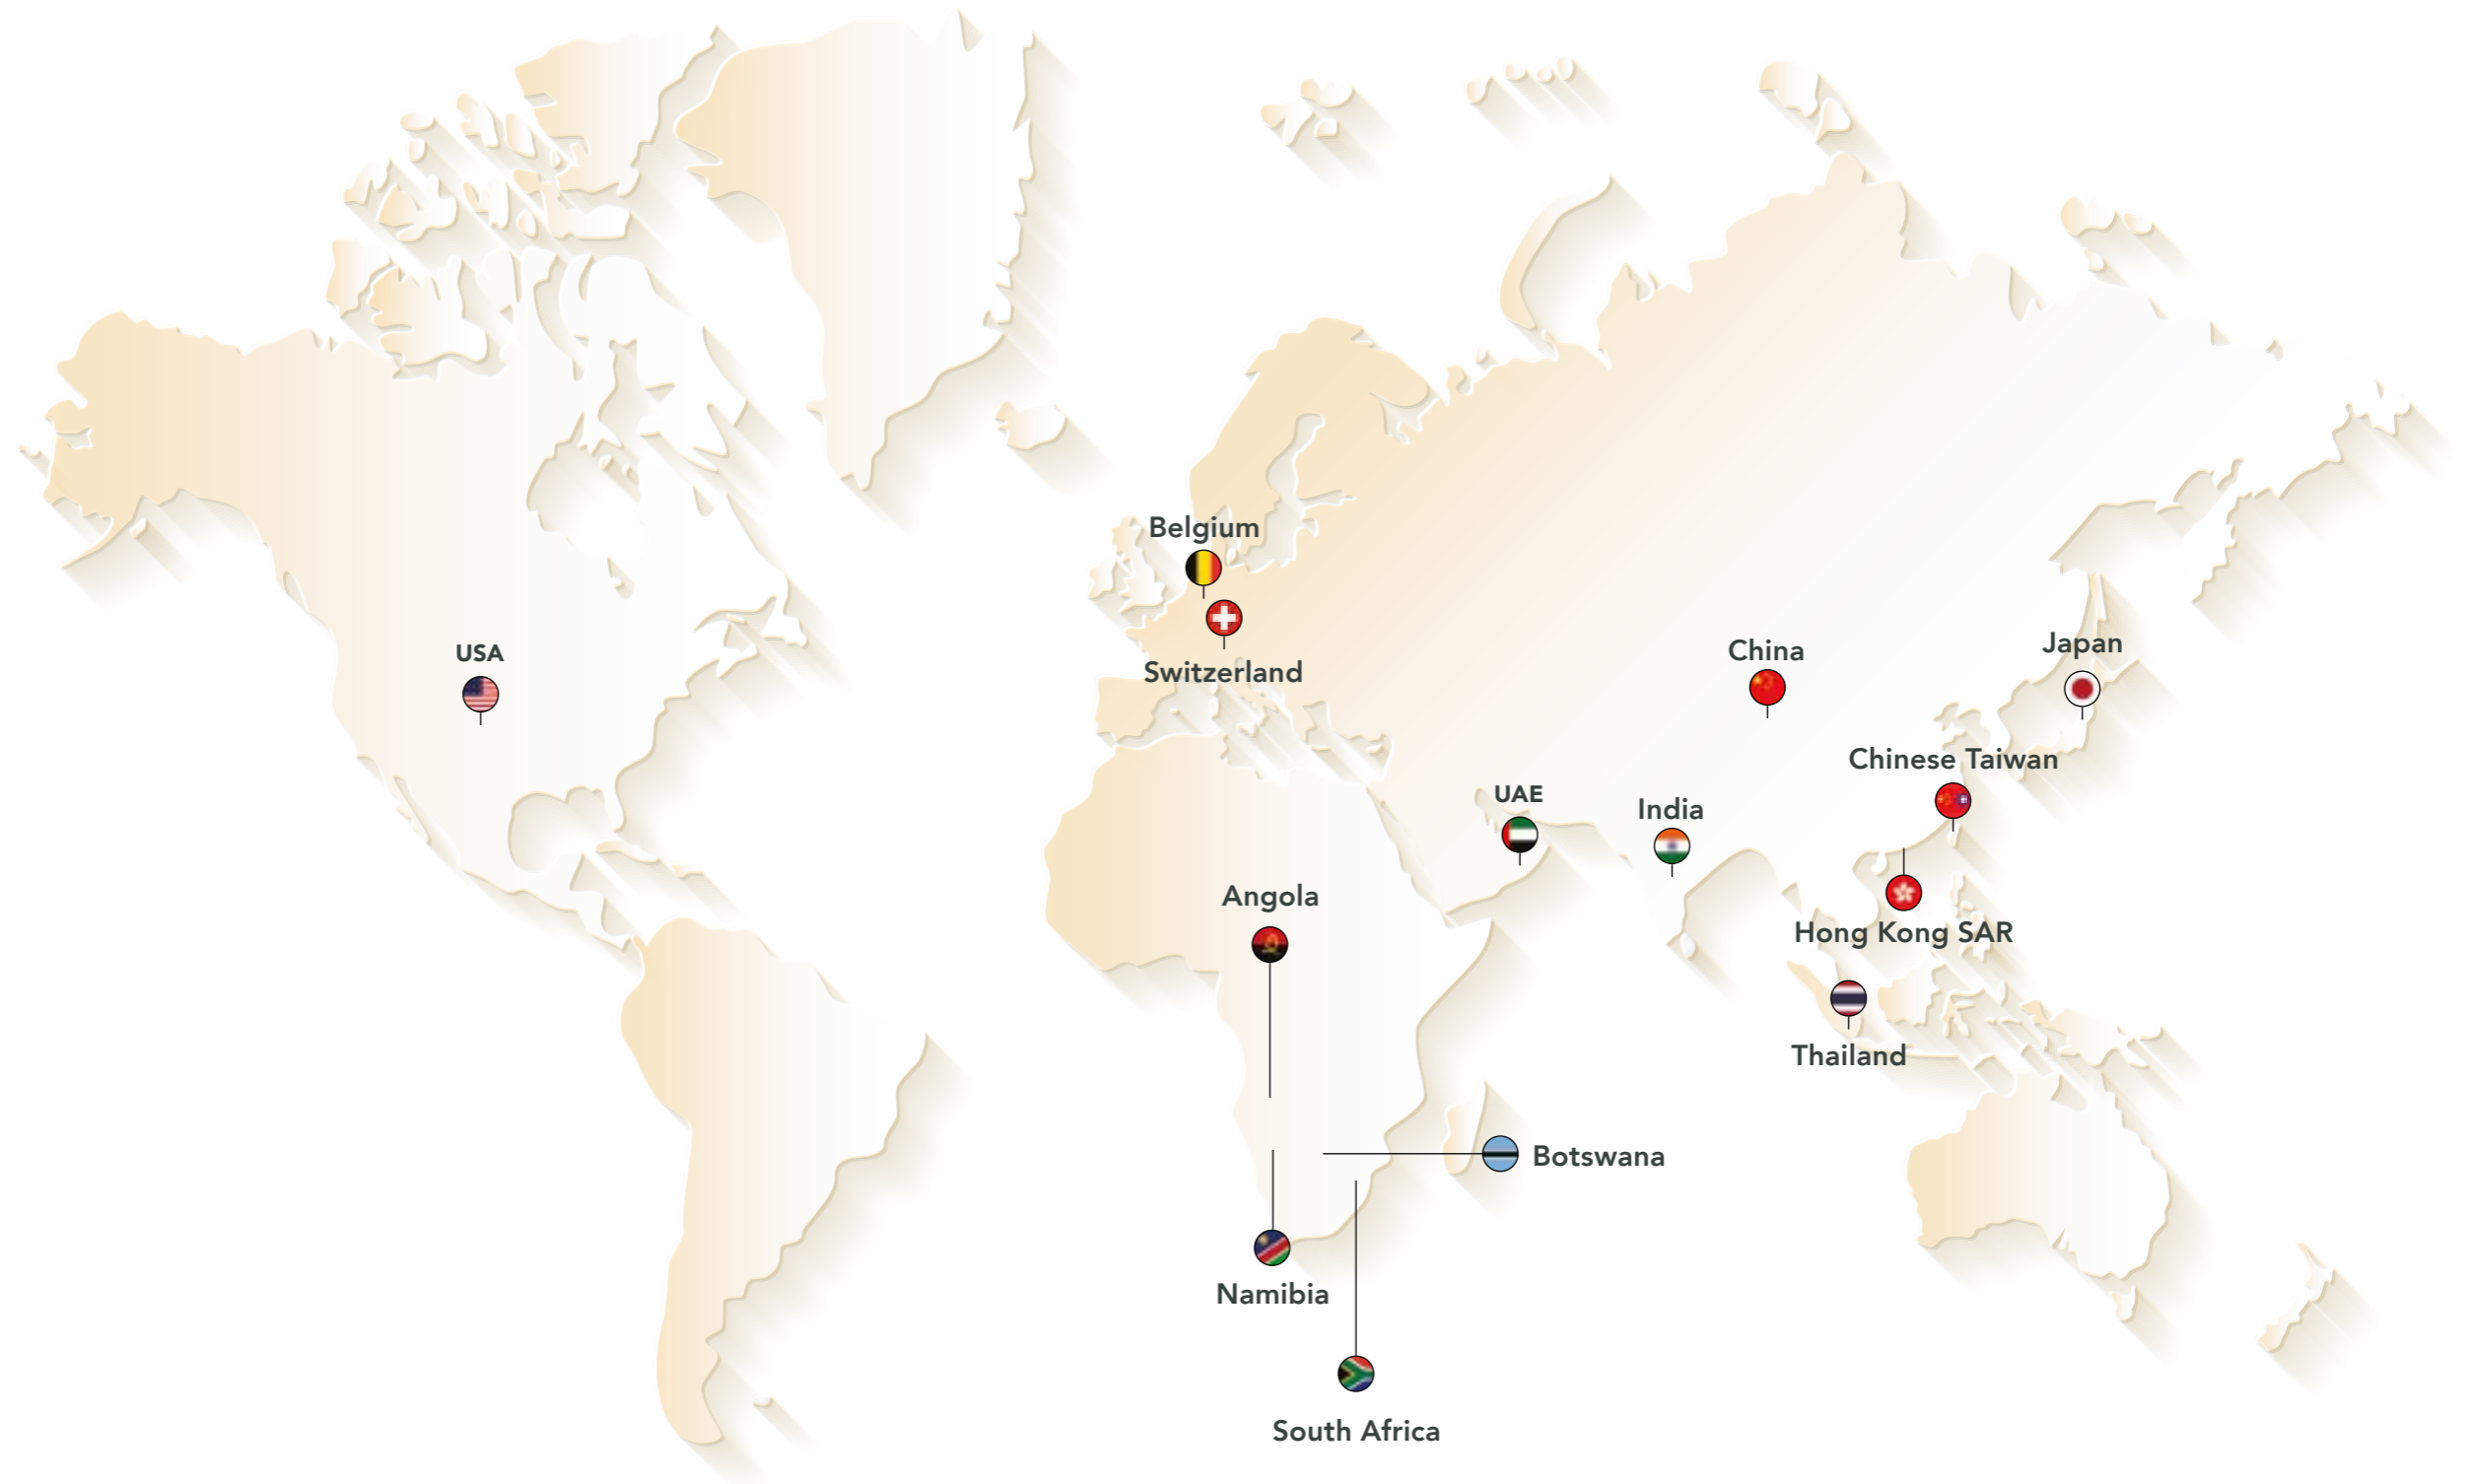 Belgium
Switzerland
USA
China
Japan
Chinese Taiwan
UAE
India
Angola
Hong Kong SAR
Thailand
Botswana
Namibia
South Africa